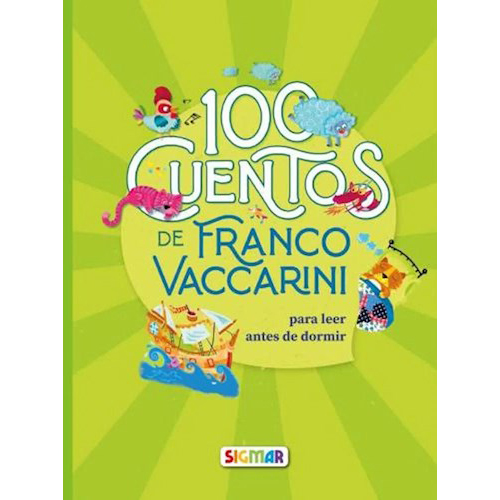 100
CUENTOS
DE FRANCO
VACCARINI
para leer
antes de dormir
SIGMAR